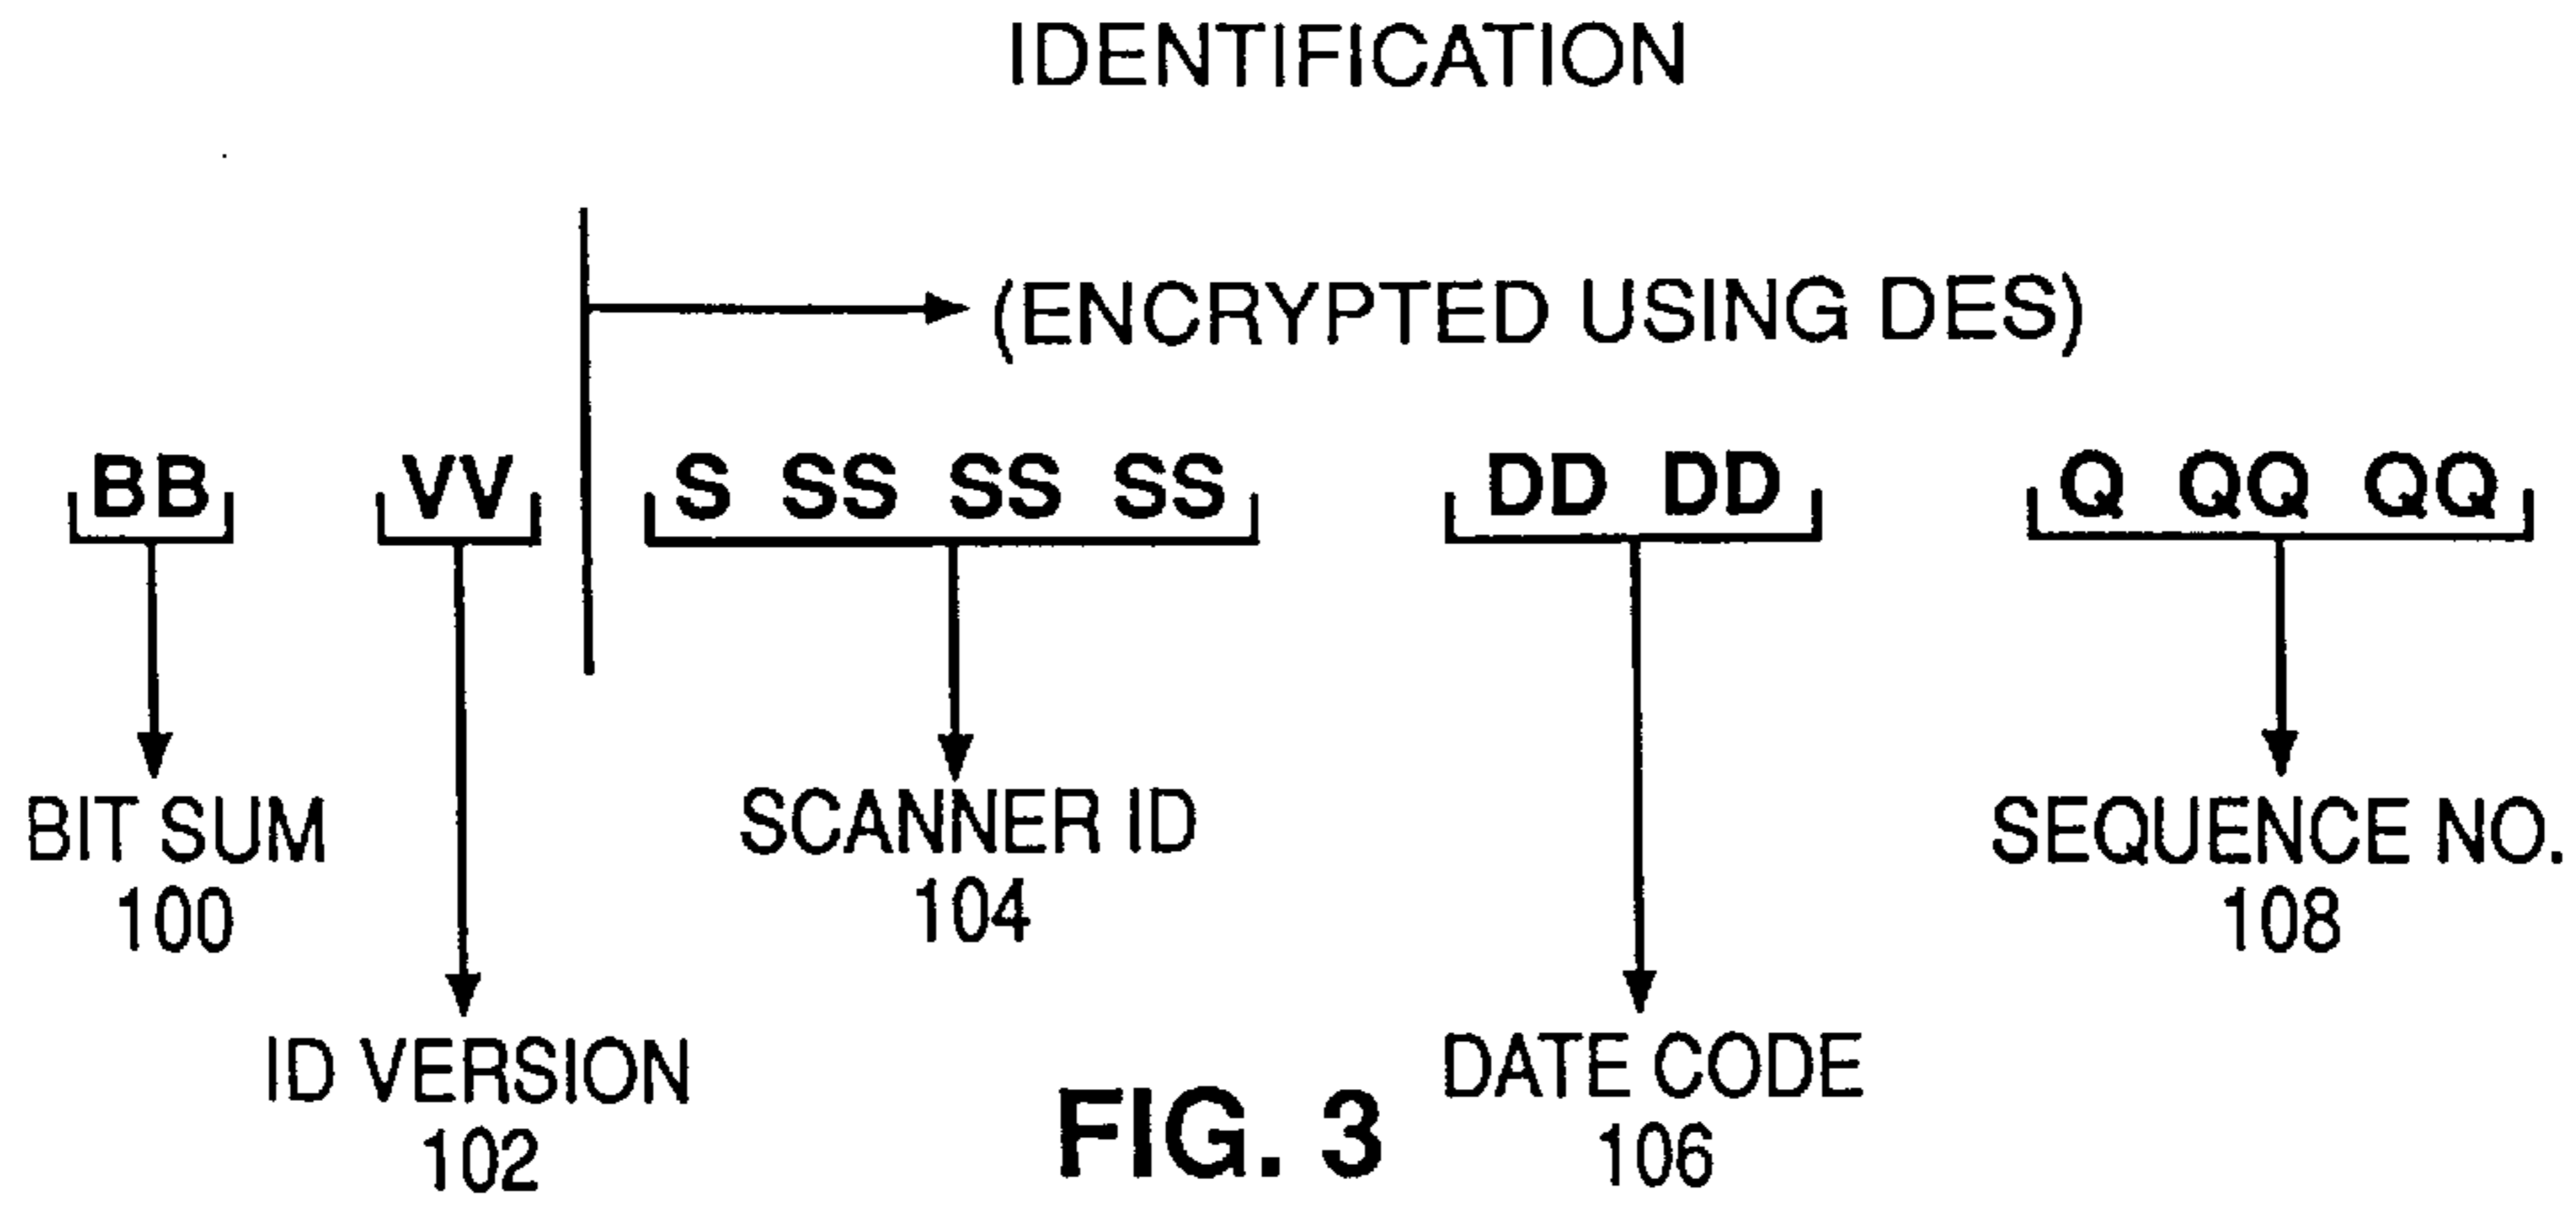 IDENTIFICATION
(ENCRYPTED USING DES)
BB VV S SS SS SS DD DD Q QQ QQ
BIT SUM
100
SCANNER ID
104
SEQUENCE NO.
108
ID VERSION
102
DATE CODE
106
FIG. 3